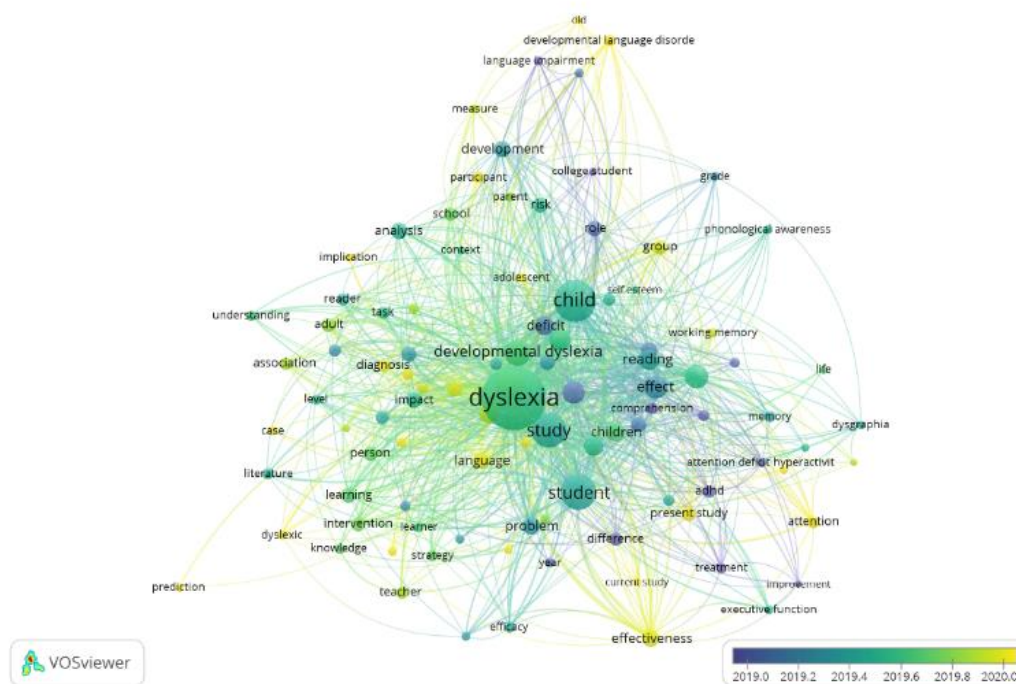 dld
developmental language disorde
language impairment
measure
development
college student
grade
participant
parent
risk
school
role
phonological awareness
analysis
group
context
implication
adolescent
self esteem
reader
child
task
understanding
deficit
adult
working memory
developmental dyslexia
reading
association
diagnosis
life
effect
level
impact
dyslexia
comprehension
memory
dysgraphia
case
study
children
person
language
attention deficit hyperactivit
literature
adhd
learning
student
present study
attention
intervention
learner
problem
dyslexic
difference
knowledge
strategy
year
treatment
prediction
current study
improvement
teacher
executive function
efficacy
effectiveness
VOSviewer
2019.0 2019.2 2019.4 2019.6 2019.8 2020.0